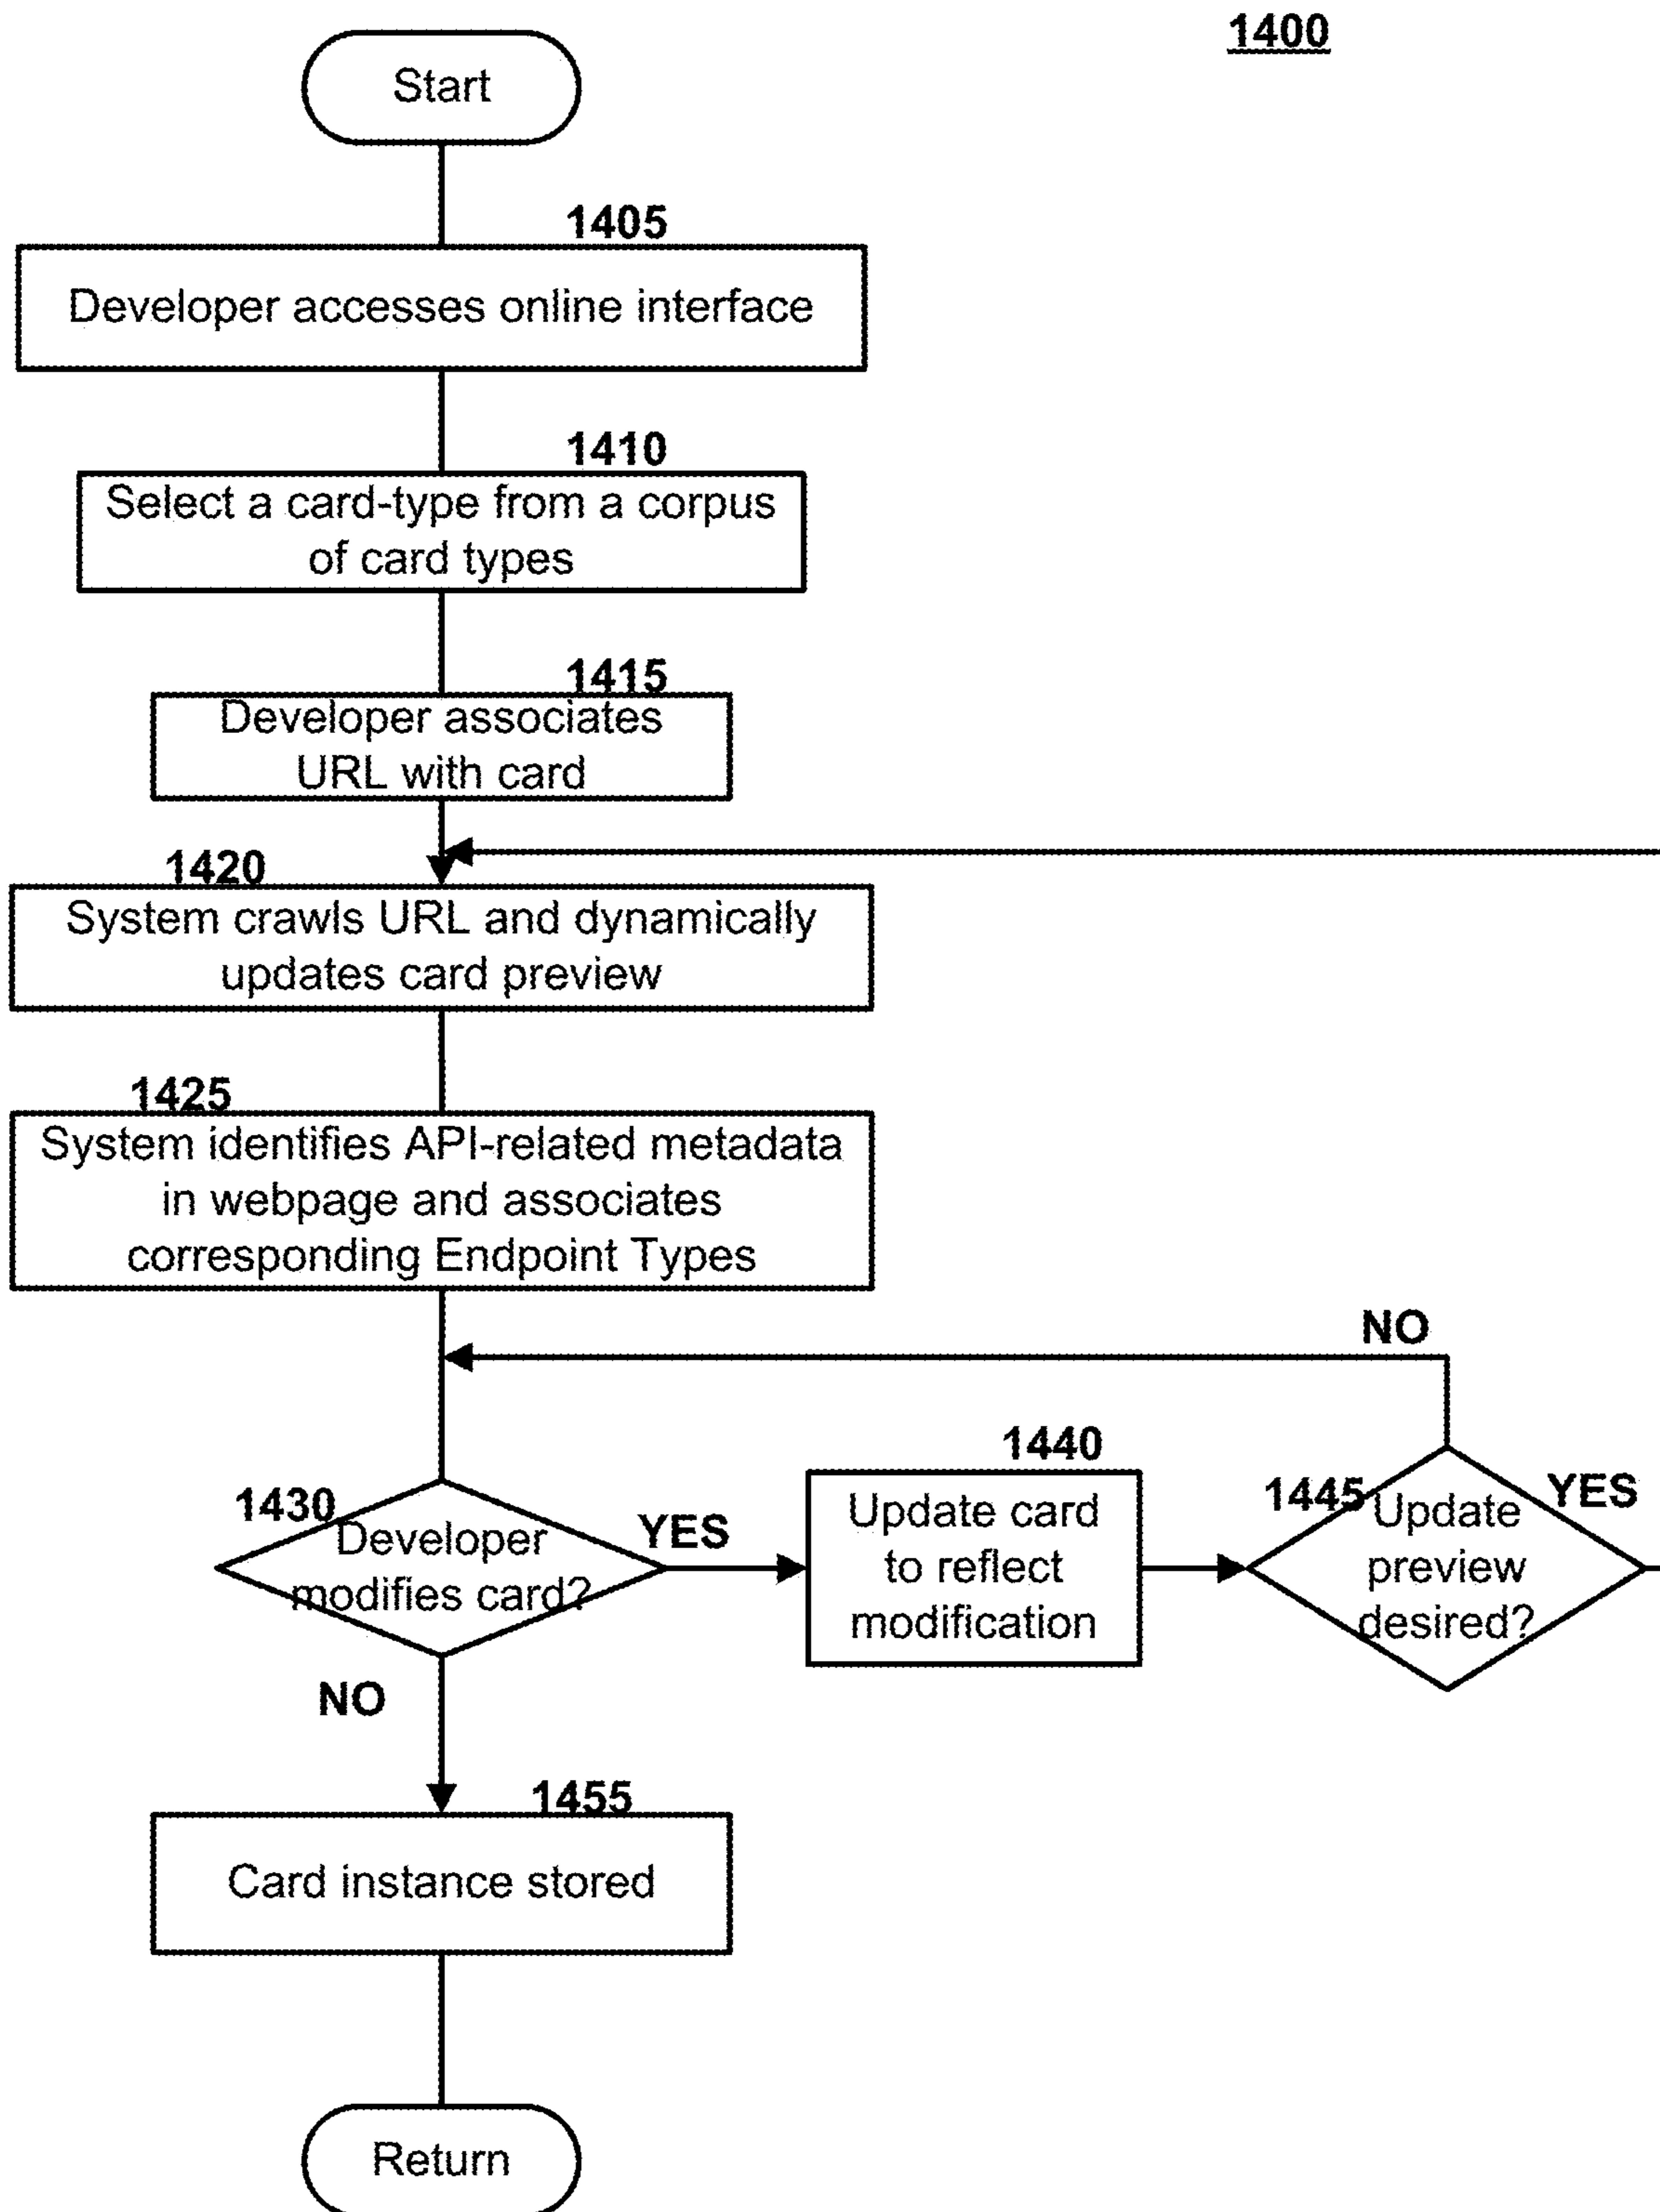 1400
Start
1405
Developer accesses online interface
1410
Select a card-type from a corpus
of card types
1415
Developer associates
URL with card
1420
System crawls URL and dynamically
updates card preview
1425
System identifies API-related metadata
in webpage and associates
corresponding Endpoint Types
NO
1430
Developer
modifies card?
YES
1440
Update card
to reflect
modification
1445
Update
preview
desired?
YES
NO
1455
Card instance stored
Return